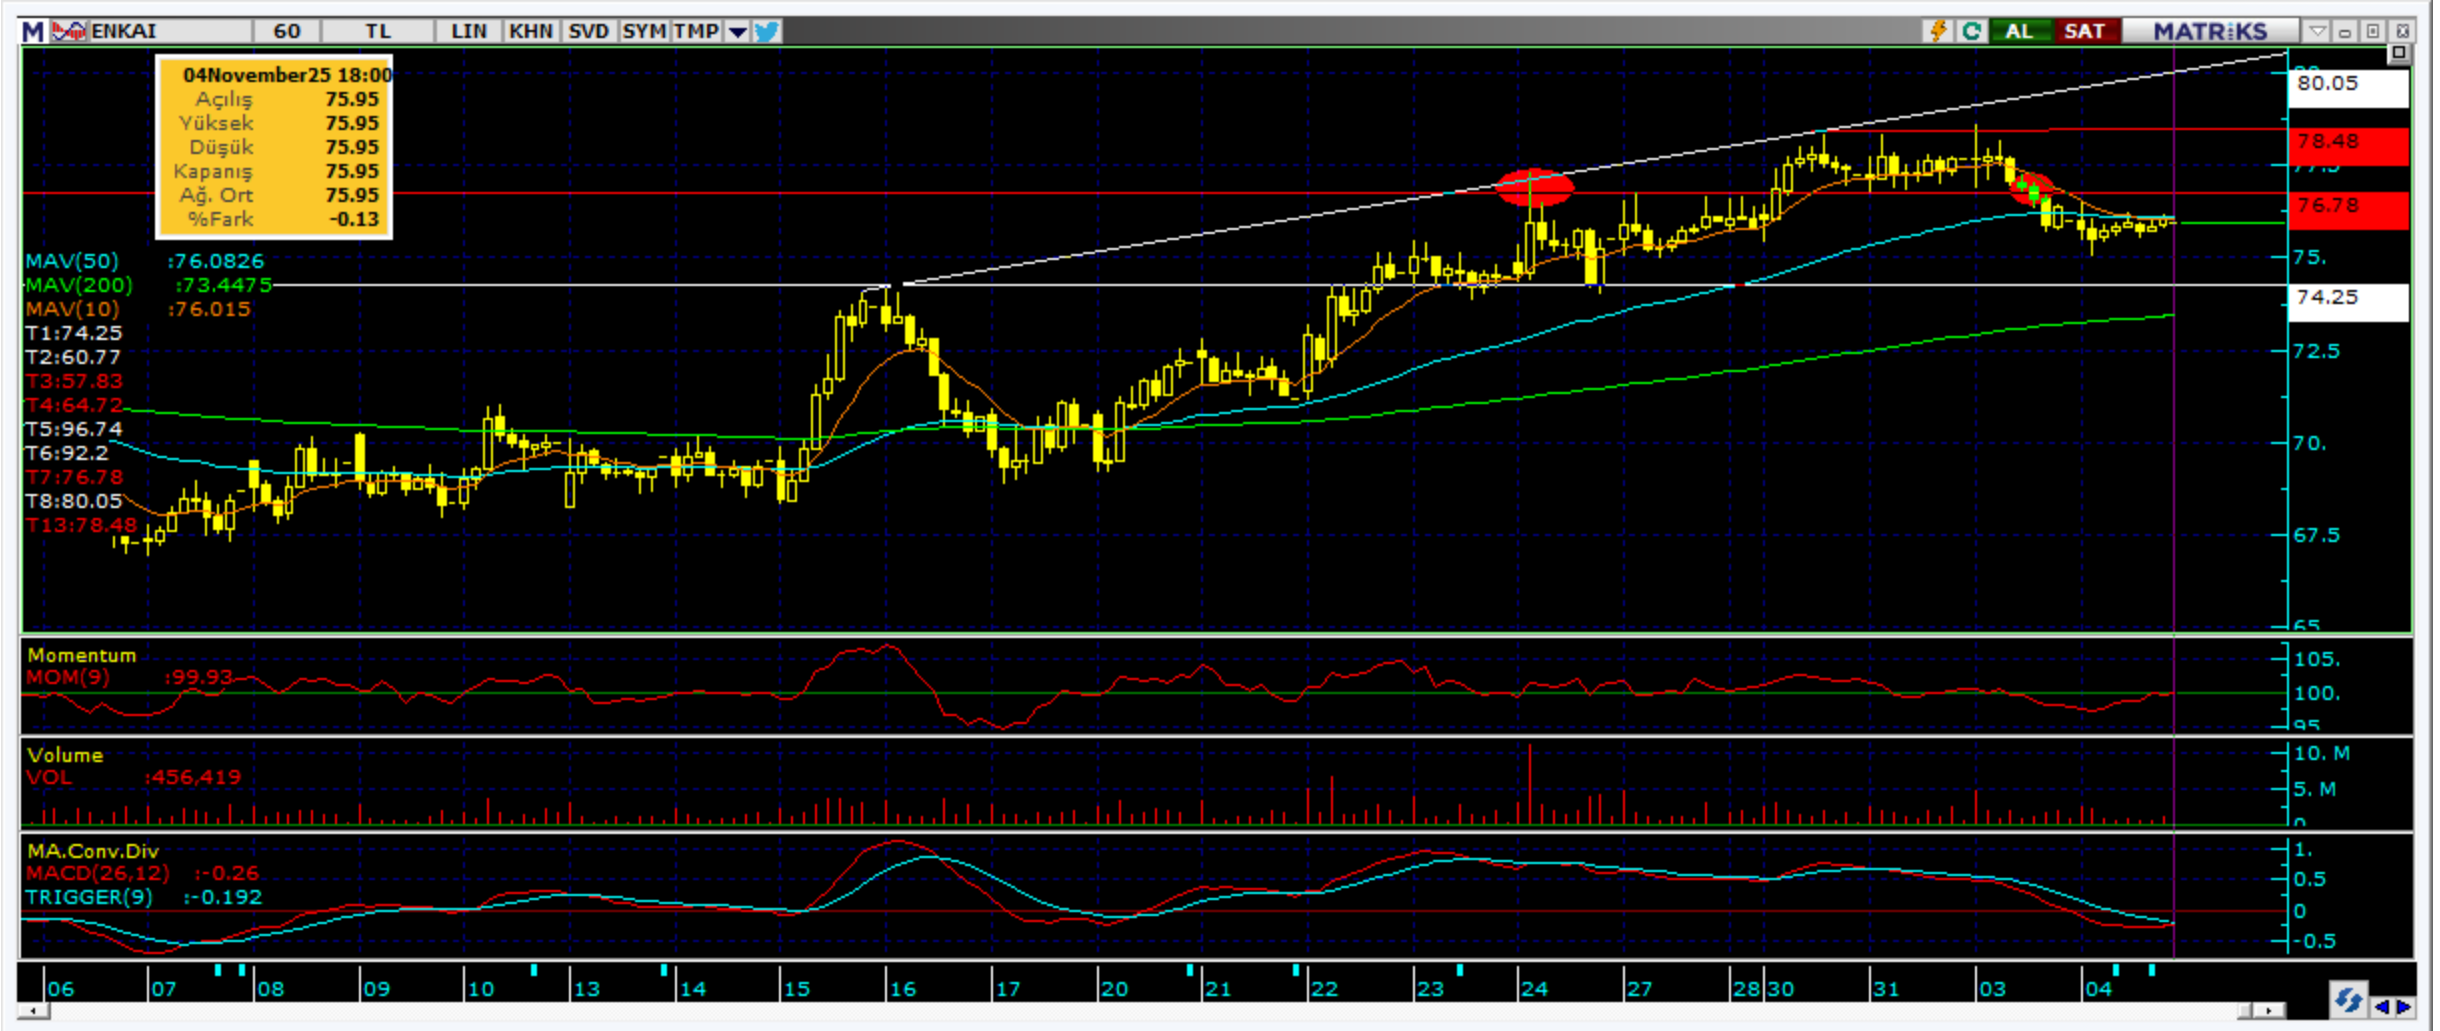 M ENKAI 60 TL LIN KHN SVD SYM TMP AL SAT MATRiKS
04November25 18:00
Açılış 75.95
Yüksek 75.95
Düşük 75.95
Kapanış 75.95
Ağ. Ort 75.95
%Fark -0.13
MAV(50) :76.0826
MAV(200) :73.4475
MAV(10) :76.015
T1:74.25
T2:60.77
T3:57.83
T4:64.72
T5:96.74
T6:92.2
T7:76.78
T8:80.05
T13:78.48
80.05
78.48
77.5
76.78
75.
74.25
72.5
70.
67.5
65
Momentum
MOM(9) :99.93
105.
100.
95
Volume
VOL :456,419
10. M
5. M
0
MA.Conv.Div
MACD(26,12) :-0.26
TRIGGER(9) :-0.192
1.
0.5
0
-0.5
06 07 08 09 10 13 14 15 16 17 20 21 22 23 24 27 28 30 31 03 04